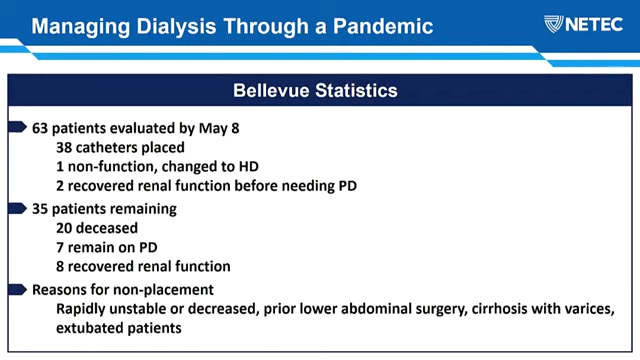 Managing Dialysis Through a Pandemic
NETEC
Bellevue Statistics
63 patients evaluated by May 8
38 catheters placed
1 non-function, changed to HD
2 recovered renal function before needing PD
35 patients remaining
20 deceased
7 remain on PD
8 recovered renal function
Reasons for non-placement
Rapidly unstable or decreased, prior lower abdominal surgery, cirrhosis with varices,
extubated patients